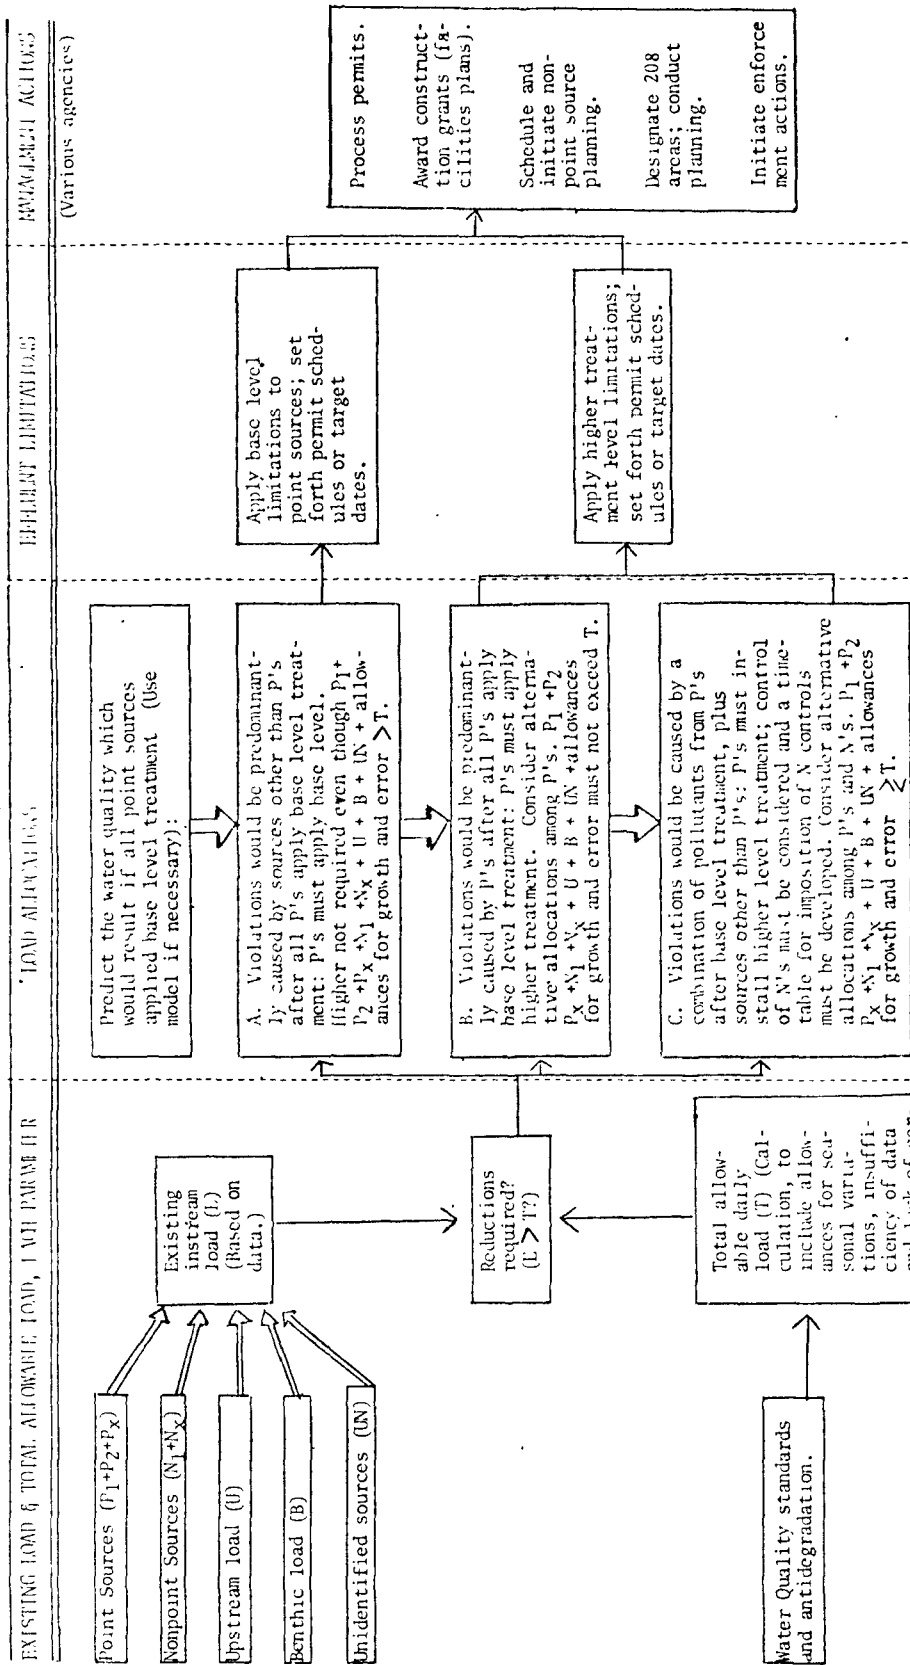 EXISTING LOAD & TOTAL ALLOWABLE LOAD, EACH PARAMETER
LOAD ALLOCATIONS
EFFLUENT LIMITATIONS
MANAGEMENT ACTIONS
(Various agencies)
Point Sources (P₁+P₂+Pₓ)
Nonpoint Sources (N₁+Nₓ)
Upstream load (U)
Benthic load (B)
Unidentified sources (UN)
Existing
instream
load (L)
(Based on
data.)
Reductions
required?
(L > T?)
Water Quality standards
and antidegradation.
Total allow-
able daily
load (T) (Cal-
culation, to
include allow-
ances for sea-
sonal varia-
tions, insuffi-
ciency of data
Predict the water quality which
would result if all point sources
applied base level treatment (Use
model if necessary):
A. Violations would be predominant-
ly caused by sources other than P's
after all P's apply base level treat-
ment: P's must apply base level.
Higher not required even though P₁+
P₂ +Pₓ +N₁ +Nₓ + U + B + UN + allow-
ances for growth and error >T.
B. Violations would be predominant-
ly caused by P's after all P's apply
base level treatment: P's must apply
higher treatment. Consider alterna-
tive allocations among P's. P₁ +P₂
Pₓ +N₁ +Nₓ + U + B + UN +allowances
for growth and error must not exceed T.
C. Violations would be caused by a
combination of pollutants from P's
after base level treatment, plus
sources other than P's: P's must in-
stall higher level treatment; control
of N's must be considered and a time-
table for imposition of N controls
must be developed. Consider alternative
allocations among P's and N's. P₁ +P₂
Pₓ +N₁ +Nₓ + U + B + UN + allowances
for growth and error ≥T.
Apply base level
limitations to
point sources; set
forth permit sched-
ules or target
dates.
Apply higher treat-
ment level limitations;
set forth permit sched-
ules or target dates.
Process permits.
Award construct-
tion grants (fa-
cilities plans).
Schedule and
initiate non-
point source
planning.
Designate 208
areas; conduct
planning.
Initiate enforce
ment actions.